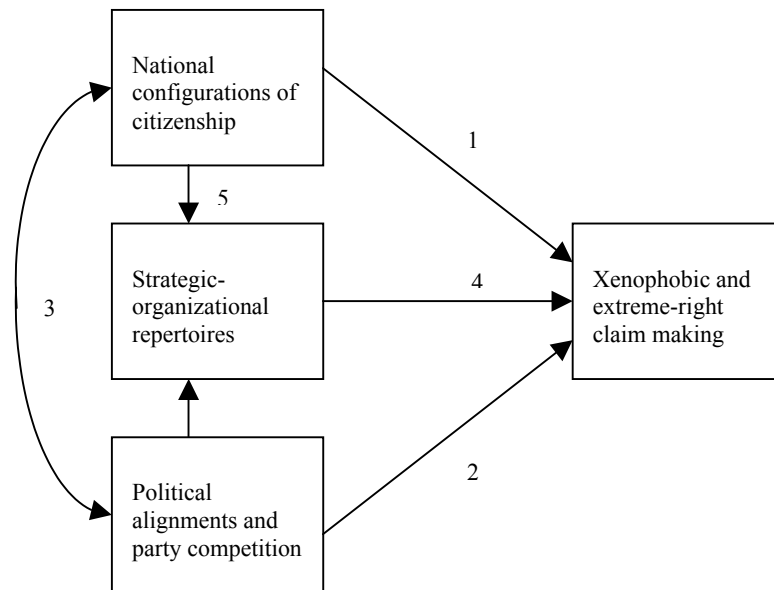 National
configurations of
citizenship
1
5
Strategic-
organizational
repertoires
3
4
Xenophobic and
extreme-right
claim making
2
Political
alignments and
party competition